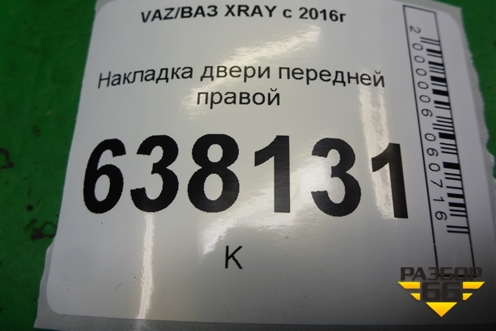 VAZ/ВАЗ XRAY с 2016г
Накладка двери передней
правой
638131
К
2000006060716
РАЗБОР
66